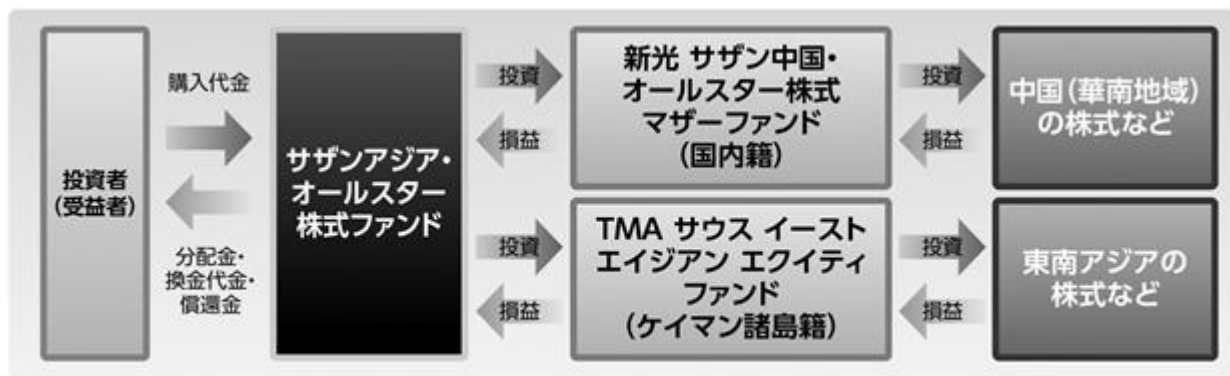 投資者
(受益者)
購入代金
分配金・
換金代金・
償還金
サザンアジア・
オールスター
株式ファンド
投資
損益
新光 サザン中国・
オールスター株式
マザーファンド
(国内籍)
投資
損益
中国(華南地域)
の株式など
投資
損益
TMA サウス イースト
エイジアン エクイティ
ファンド
(ケイマン諸島籍)
投資
損益
東南アジアの
株式など